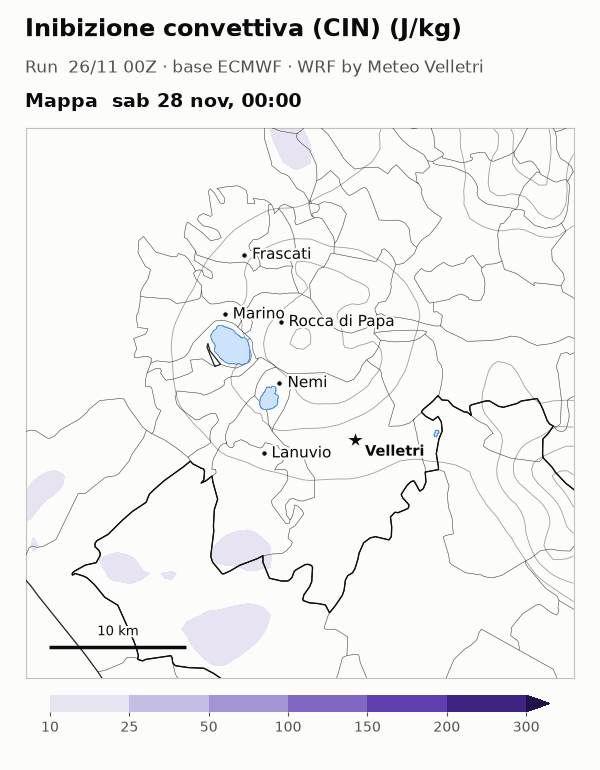 Inibizione convettiva (CIN) (J/kg)
Run  26/11 00Z · base ECMWF · WRF by Meteo Velletri
Mappa  sab 28 nov, 00:00
Frascati
Marino
Rocca di Papa
Nemi
Velletri
Lanuvio
10 km
10 25 50 100 150 200 300